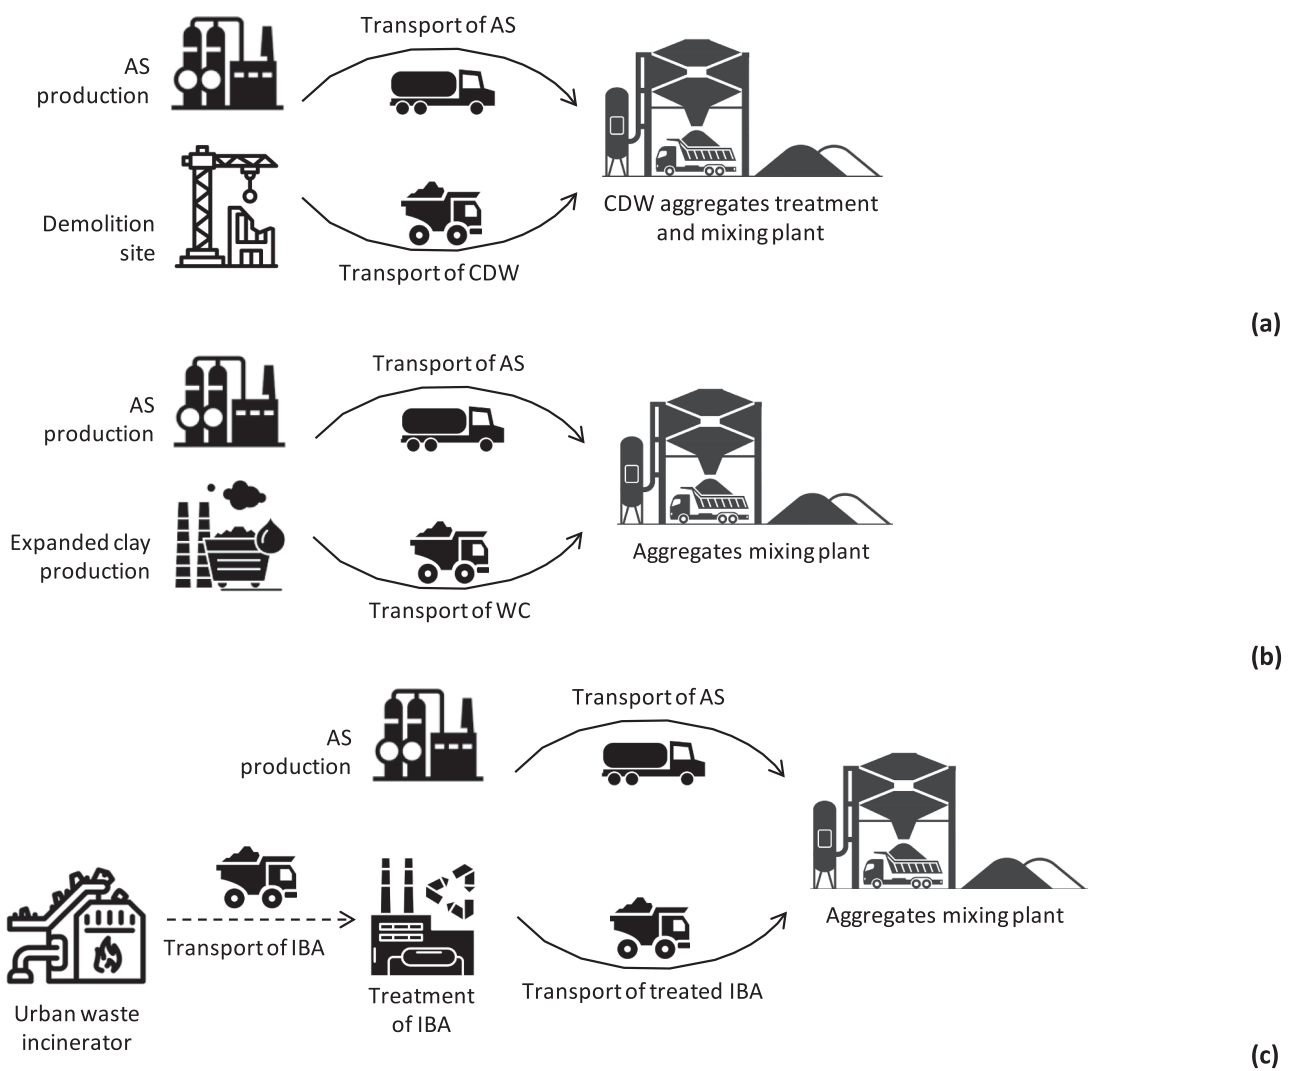 Transport of AS
AS
production
Demolition
site
Transport of CDW
CDW aggregates treatment
and mixing plant
(a)
Transport of AS
AS
production
Expanded clay
production
Transport of WC
Aggregates mixing plant
(b)
Transport of AS
AS
production
Aggregates mixing plant
Transport of IBA
Urban waste
incinerator
Treatment
of IBA
Transport of treated IBA
(c)